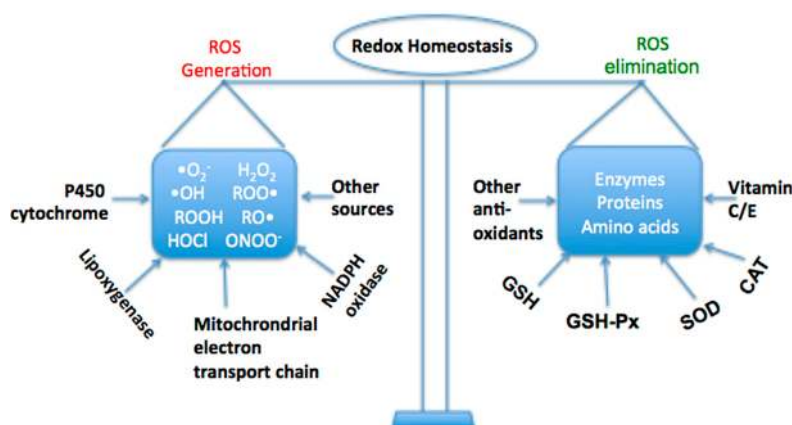 Redox Homeostasis
ROS
Generation
ROS
elimination
•O₂⁻ H₂O₂
•OH ROO•
ROOH RO•
HOCl ONOO⁻
P450
cytochrome
Other
sources
Lipoxygenase
Mitochrondrial
electron
transport chain
NADPH
oxidase
Enzymes
Proteins
Amino acids
Other
anti-
oxidants
Vitamin
C/E
GSH
GSH-Px
SOD
CAT